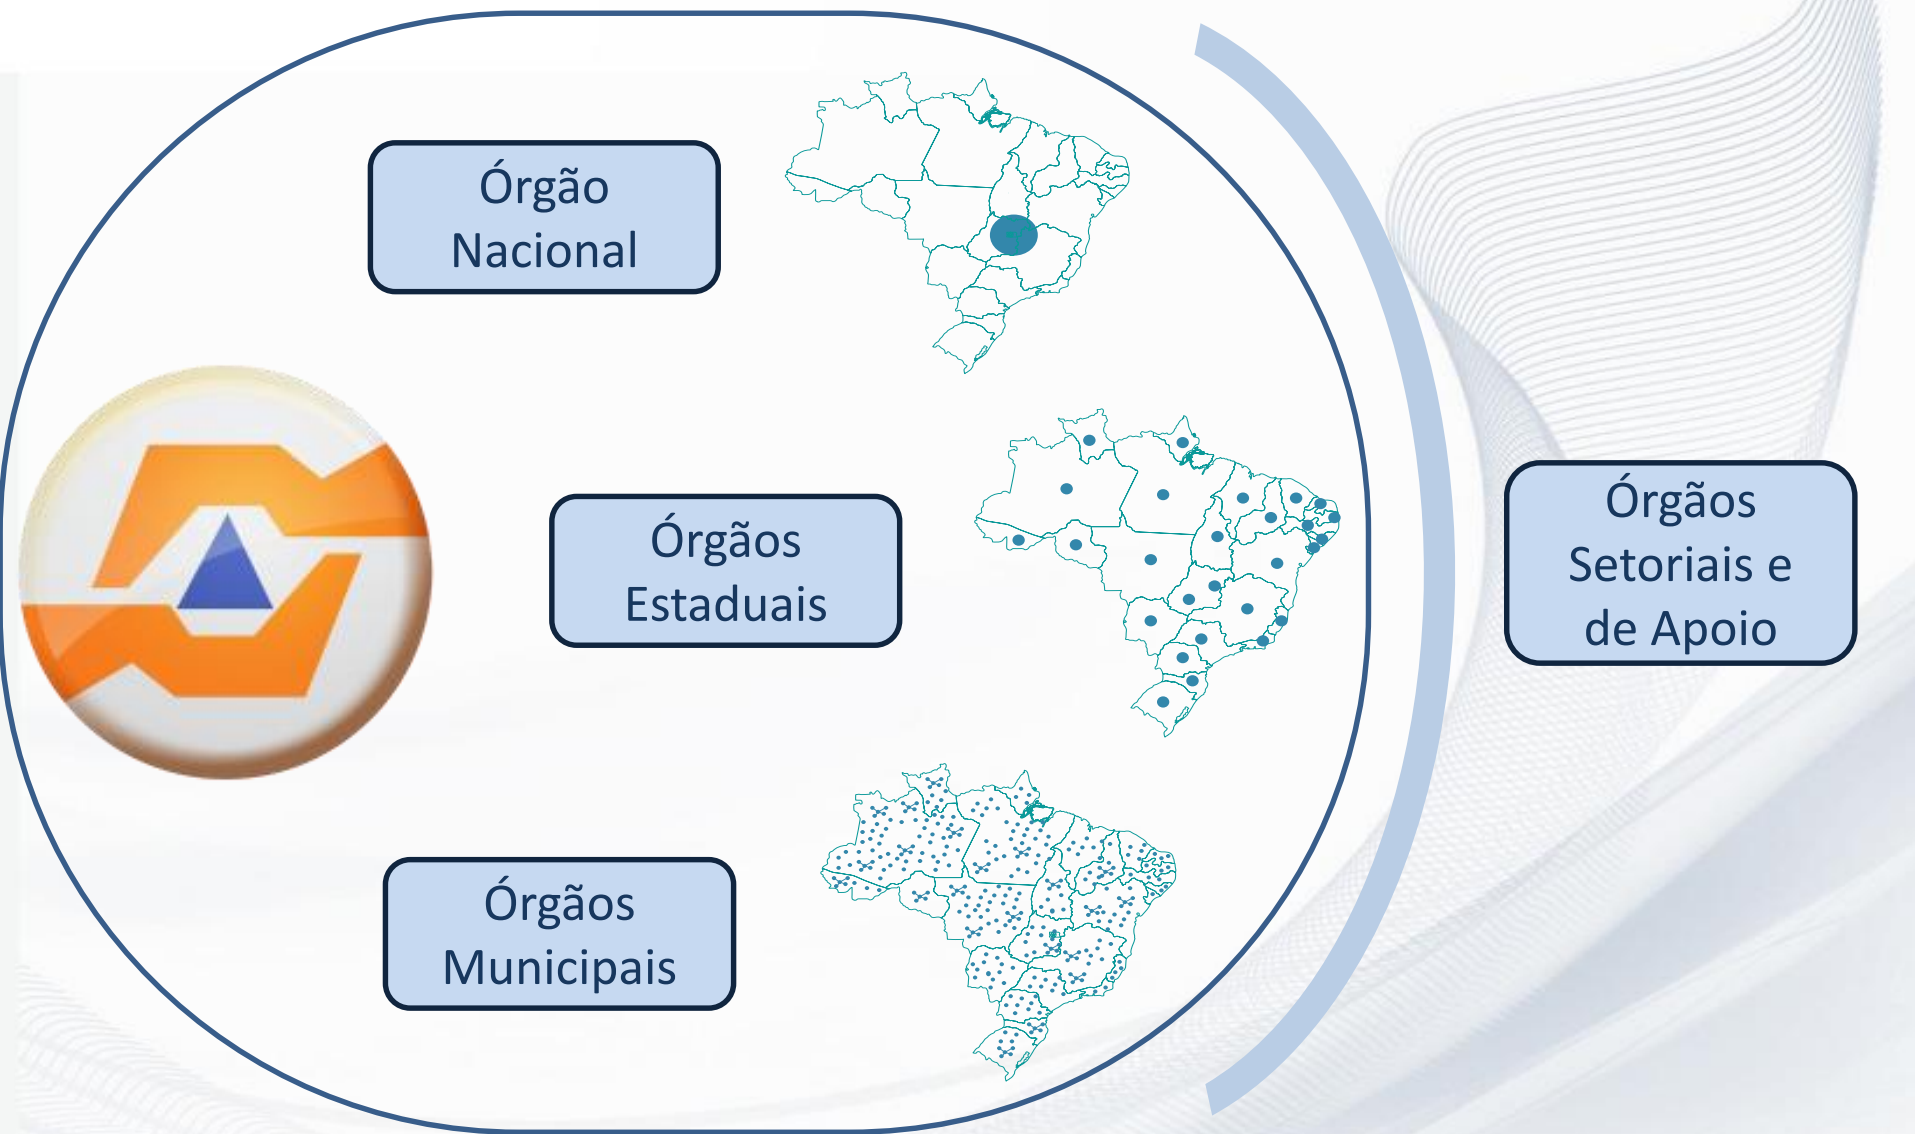 Órgão
Nacional
Órgãos
Estaduais
Órgãos
Setoriais e
de Apoio
Órgãos
Municipais